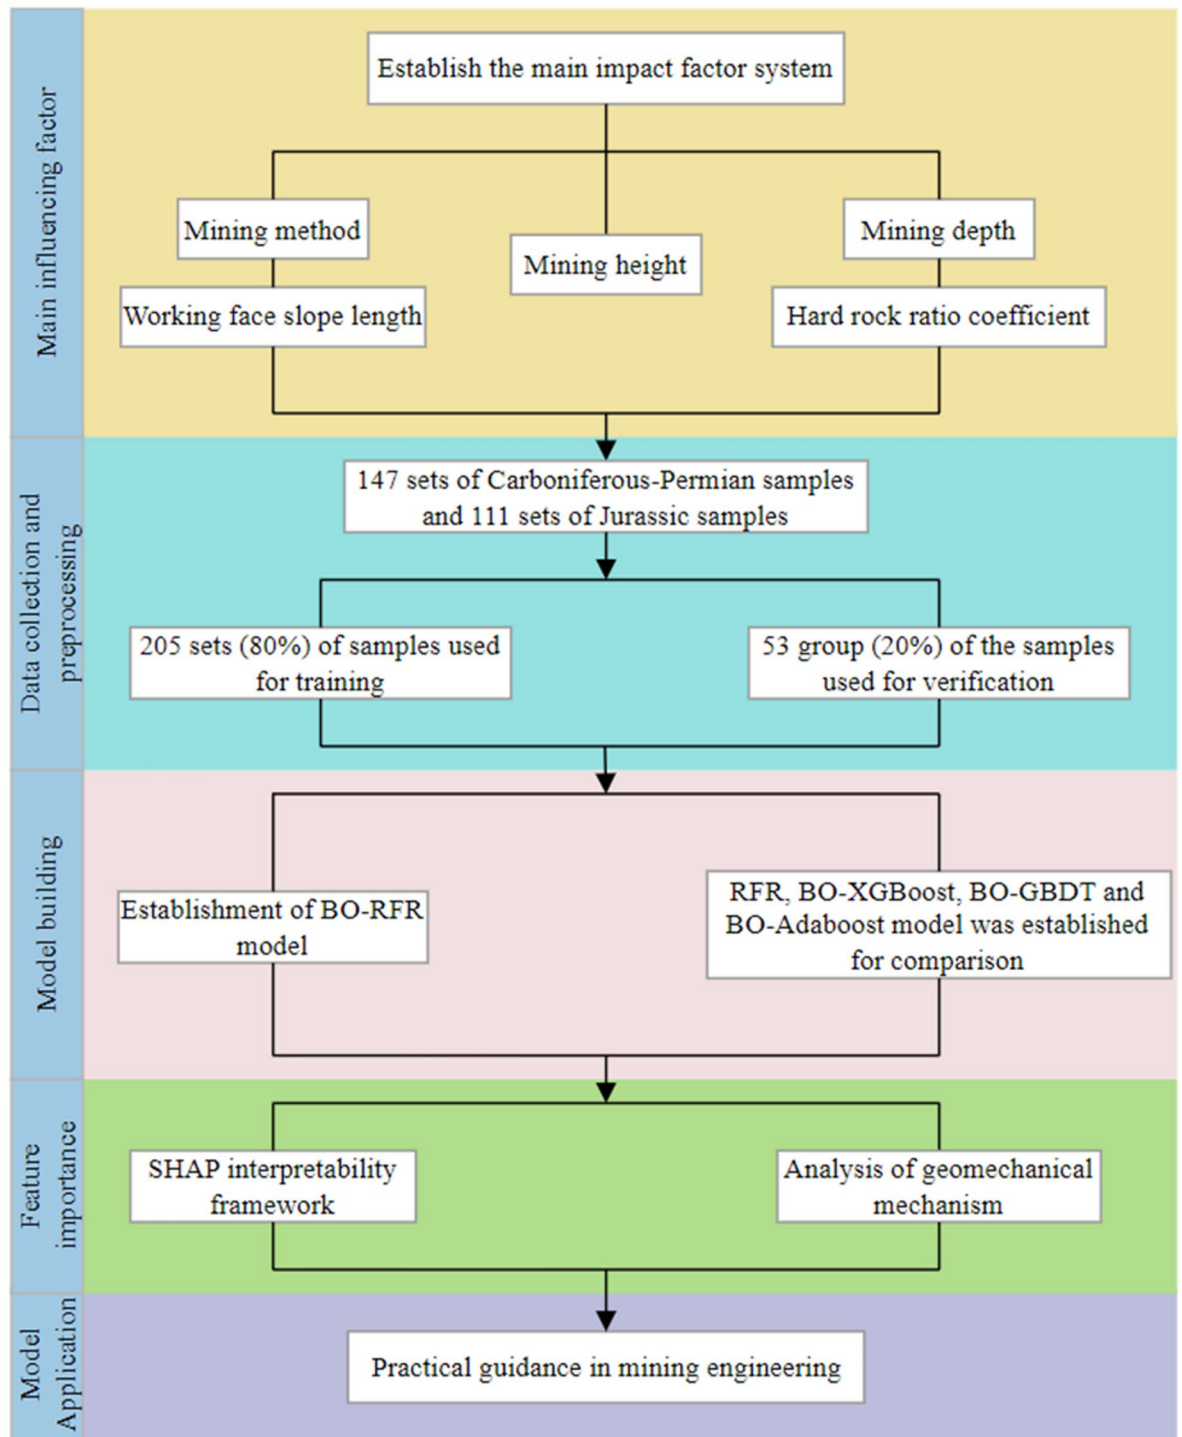 Main influencing factor
Establish the main impact factor system
Mining method
Mining height
Mining depth
Working face slope length
Hard rock ratio coefficient
Data collection and
preprocessing
147 sets of Carboniferous-Permian samples
and 111 sets of Jurassic samples
205 sets (80%) of samples used
for training
53 group (20%) of the samples
used for verification
Model building
Establishment of BO-RFR
model
RFR, BO-XGBoost, BO-GBDT and
BO-Adaboost model was established
for comparison
Feature
importance
SHAP interpretability
framework
Analysis of geomechanical
mechanism
Model
Application
Practical guidance in mining engineering